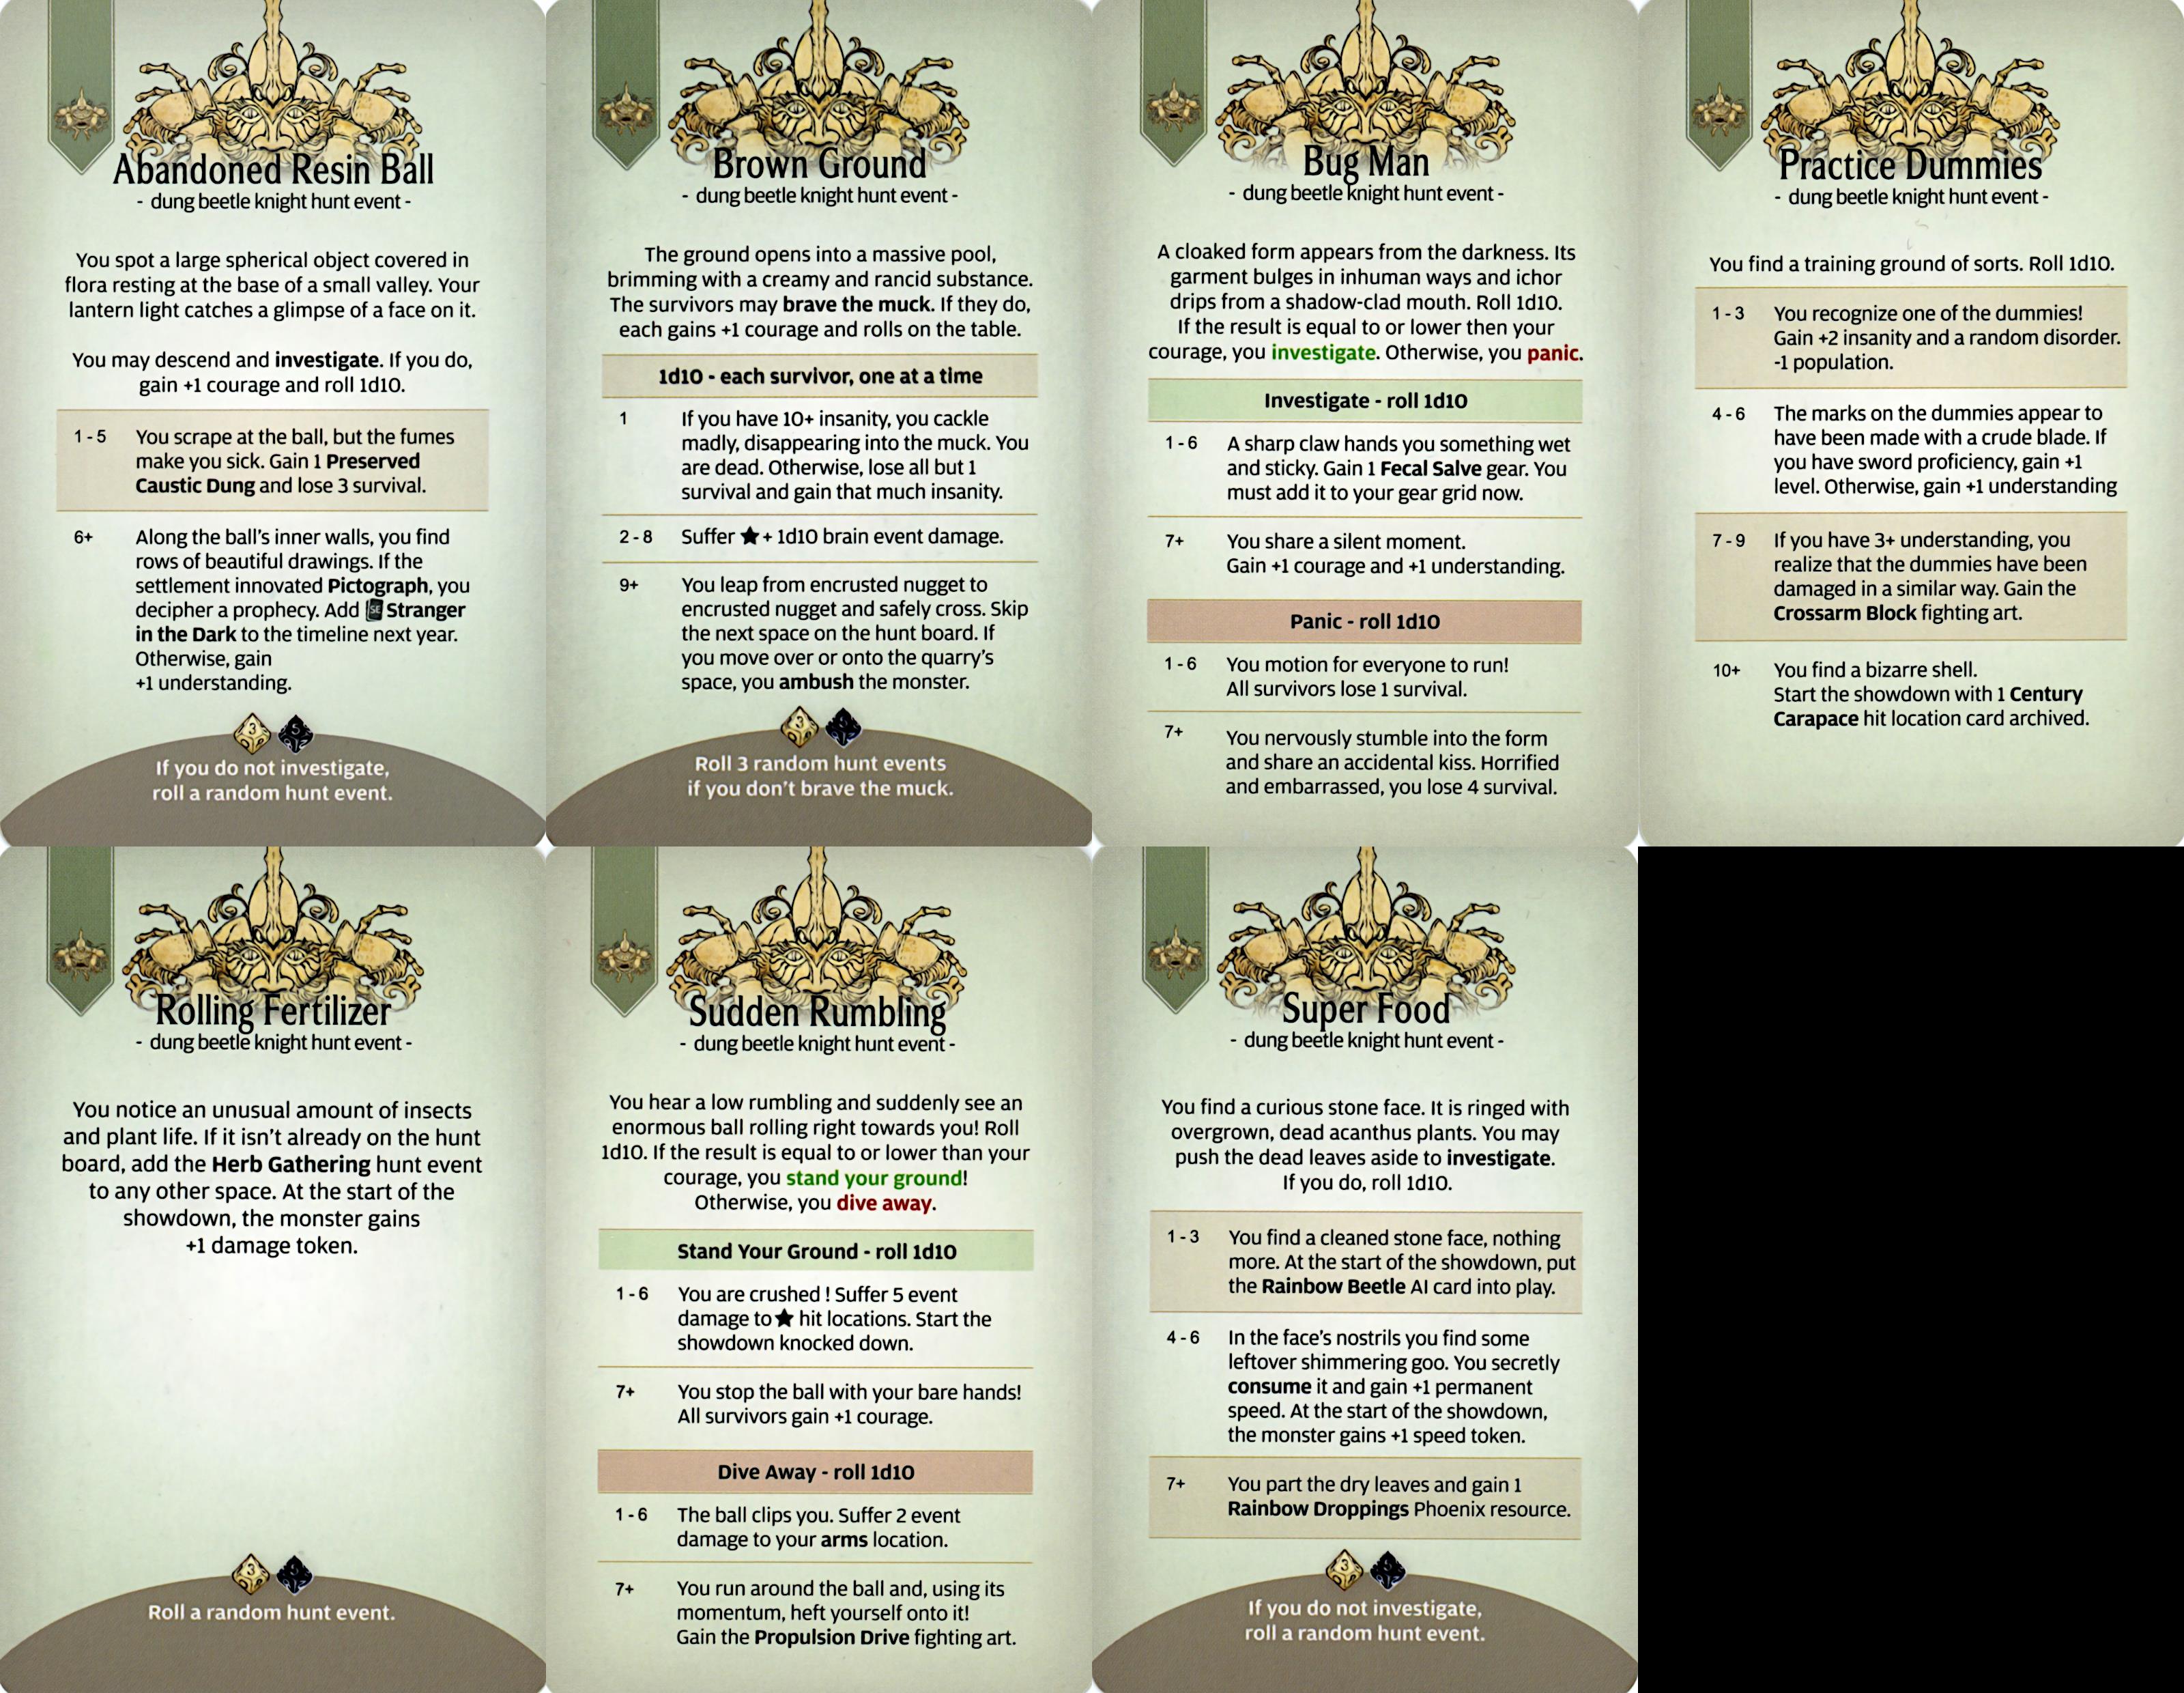 Abandoned Resin Ball
- dung beetle knight hunt event -
You spot a large spherical object covered in
flora resting at the base of a small valley. Your
lantern light catches a glimpse of a face on it.
You may descend and investigate. If you do,
gain +1 courage and roll 1d10.
1 - 5 You scrape at the ball, but the fumes
make you sick. Gain 1 Preserved
Caustic Dung and lose 3 survival.
6+ Along the ball's inner walls, you find
rows of beautiful drawings. If the
settlement innovated Pictograph, you
decipher a prophecy. Add SE Stranger
in the Dark to the timeline next year.
Otherwise, gain
+1 understanding.
If you do not investigate,
roll a random hunt event.
Brown Ground
- dung beetle knight hunt event -
The ground opens into a massive pool,
brimming with a creamy and rancid substance.
The survivors may brave the muck. If they do,
each gains +1 courage and rolls on the table.
1d10 - each survivor, one at a time
1 If you have 10+ insanity, you cackle
madly, disappearing into the muck. You
are dead. Otherwise, lose all but 1
survival and gain that much insanity.
2 - 8 Suffer ★ + 1d10 brain event damage.
9+ You leap from encrusted nugget to
encrusted nugget and safely cross. Skip
the next space on the hunt board. If
you move over or onto the quarry's
space, you ambush the monster.
Roll 3 random hunt events
if you don't brave the muck.
Bug Man
- dung beetle knight hunt event -
A cloaked form appears from the darkness. Its
garment bulges in inhuman ways and ichor
drips from a shadow-clad mouth. Roll 1d10.
If the result is equal to or lower then your
courage, you investigate. Otherwise, you panic.
Investigate - roll 1d10
1 - 6 A sharp claw hands you something wet
and sticky. Gain 1 Fecal Salve gear. You
must add it to your gear grid now.
7+ You share a silent moment.
Gain +1 courage and +1 understanding.
Panic - roll 1d10
1 - 6 You motion for everyone to run!
All survivors lose 1 survival.
7+ You nervously stumble into the form
and share an accidental kiss. Horrified
and embarrassed, you lose 4 survival.
Practice Dummies
- dung beetle knight hunt event -
You find a training ground of sorts. Roll 1d10.
1 - 3 You recognize one of the dummies!
Gain +2 insanity and a random disorder.
-1 population.
4 - 6 The marks on the dummies appear to
have been made with a crude blade. If
you have sword proficiency, gain +1
level. Otherwise, gain +1 understanding
7 - 9 If you have 3+ understanding, you
realize that the dummies have been
damaged in a similar way. Gain the
Crossarm Block fighting art.
10+ You find a bizarre shell.
Start the showdown with 1 Century
Carapace hit location card archived.
Rolling Fertilizer
- dung beetle knight hunt event -
You notice an unusual amount of insects
and plant life. If it isn't already on the hunt
board, add the Herb Gathering hunt event
to any other space. At the start of the
showdown, the monster gains
+1 damage token.
Roll a random hunt event.
Sudden Rumbling
- dung beetle knight hunt event -
You hear a low rumbling and suddenly see an
enormous ball rolling right towards you! Roll
1d10. If the result is equal to or lower than your
courage, you stand your ground!
Otherwise, you dive away.
Stand Your Ground - roll 1d10
1 - 6 You are crushed ! Suffer 5 event
damage to ★ hit locations. Start the
showdown knocked down.
7+ You stop the ball with your bare hands!
All survivors gain +1 courage.
Dive Away - roll 1d10
1 - 6 The ball clips you. Suffer 2 event
damage to your arms location.
7+ You run around the ball and, using its
momentum, heft yourself onto it!
Gain the Propulsion Drive fighting art.
Super Food
- dung beetle knight hunt event -
You find a curious stone face. It is ringed with
overgrown, dead acanthus plants. You may
push the dead leaves aside to investigate.
If you do, roll 1d10.
1 - 3 You find a cleaned stone face, nothing
more. At the start of the showdown, put
the Rainbow Beetle AI card into play.
4 - 6 In the face's nostrils you find some
leftover shimmering goo. You secretly
consume it and gain +1 permanent
speed. At the start of the showdown,
the monster gains +1 speed token.
7+ You part the dry leaves and gain 1
Rainbow Droppings Phoenix resource.
If you do not investigate,
roll a random hunt event.